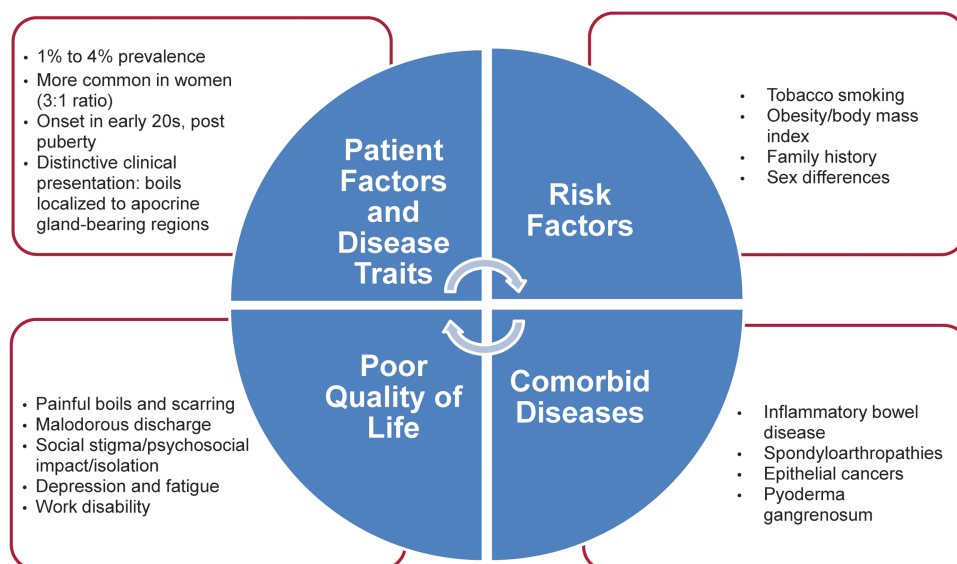 • 1% to 4% prevalence
• More common in women
(3:1 ratio)
• Onset in early 20s, post
puberty
• Distinctive clinical
presentation: boils
localized to apocrine
gland-bearing regions
Patient
Factors
and
Disease
Traits
Risk
Factors
• Tobacco smoking
• Obesity/body mass
index
• Family history
• Sex differences
• Painful boils and scarring
• Malodorous discharge
• Social stigma/psychosocial
impact/isolation
• Depression and fatigue
• Work disability
Poor
Quality of
Life
Comorbid
Diseases
• Inflammatory bowel
disease
• Spondyloarthropathies
• Epithelial cancers
• Pyoderma
gangrenosum